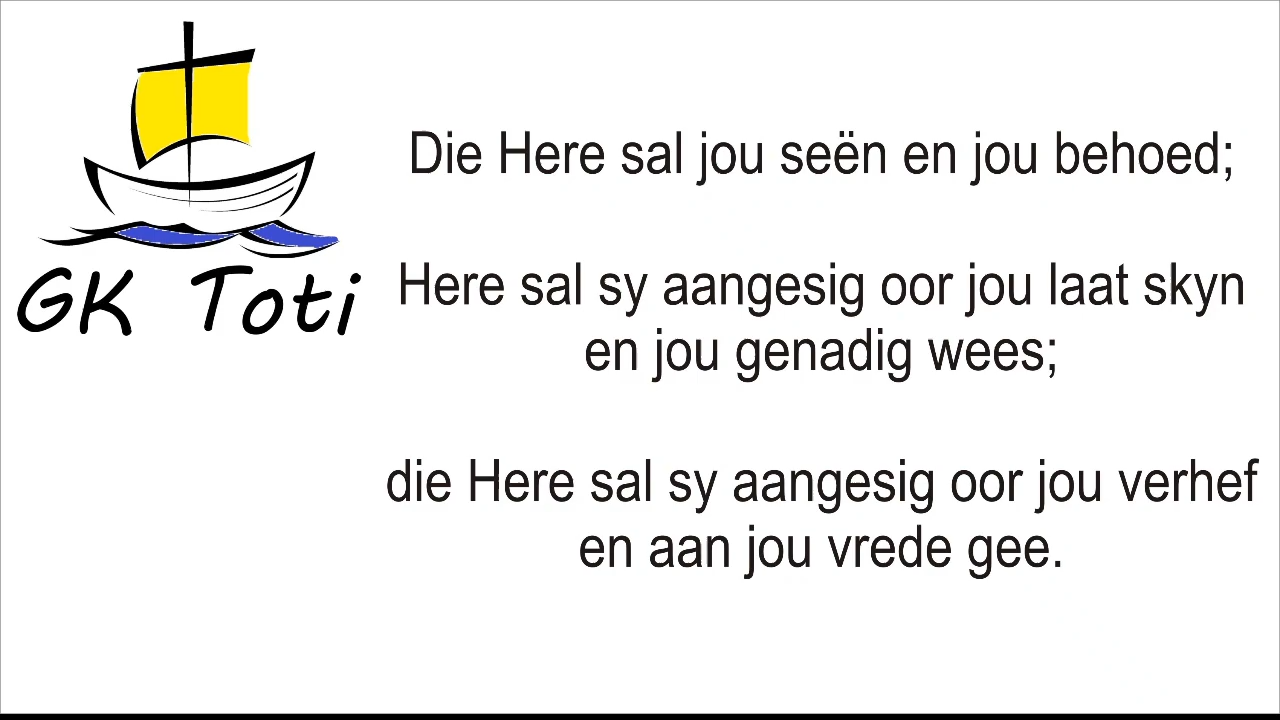 GK Toti
Die Here sal jou seën en jou behoed;
Here sal sy aangesig oor jou laat skyn
en jou genadig wees;
die Here sal sy aangesig oor jou verhef
en aan jou vrede gee.